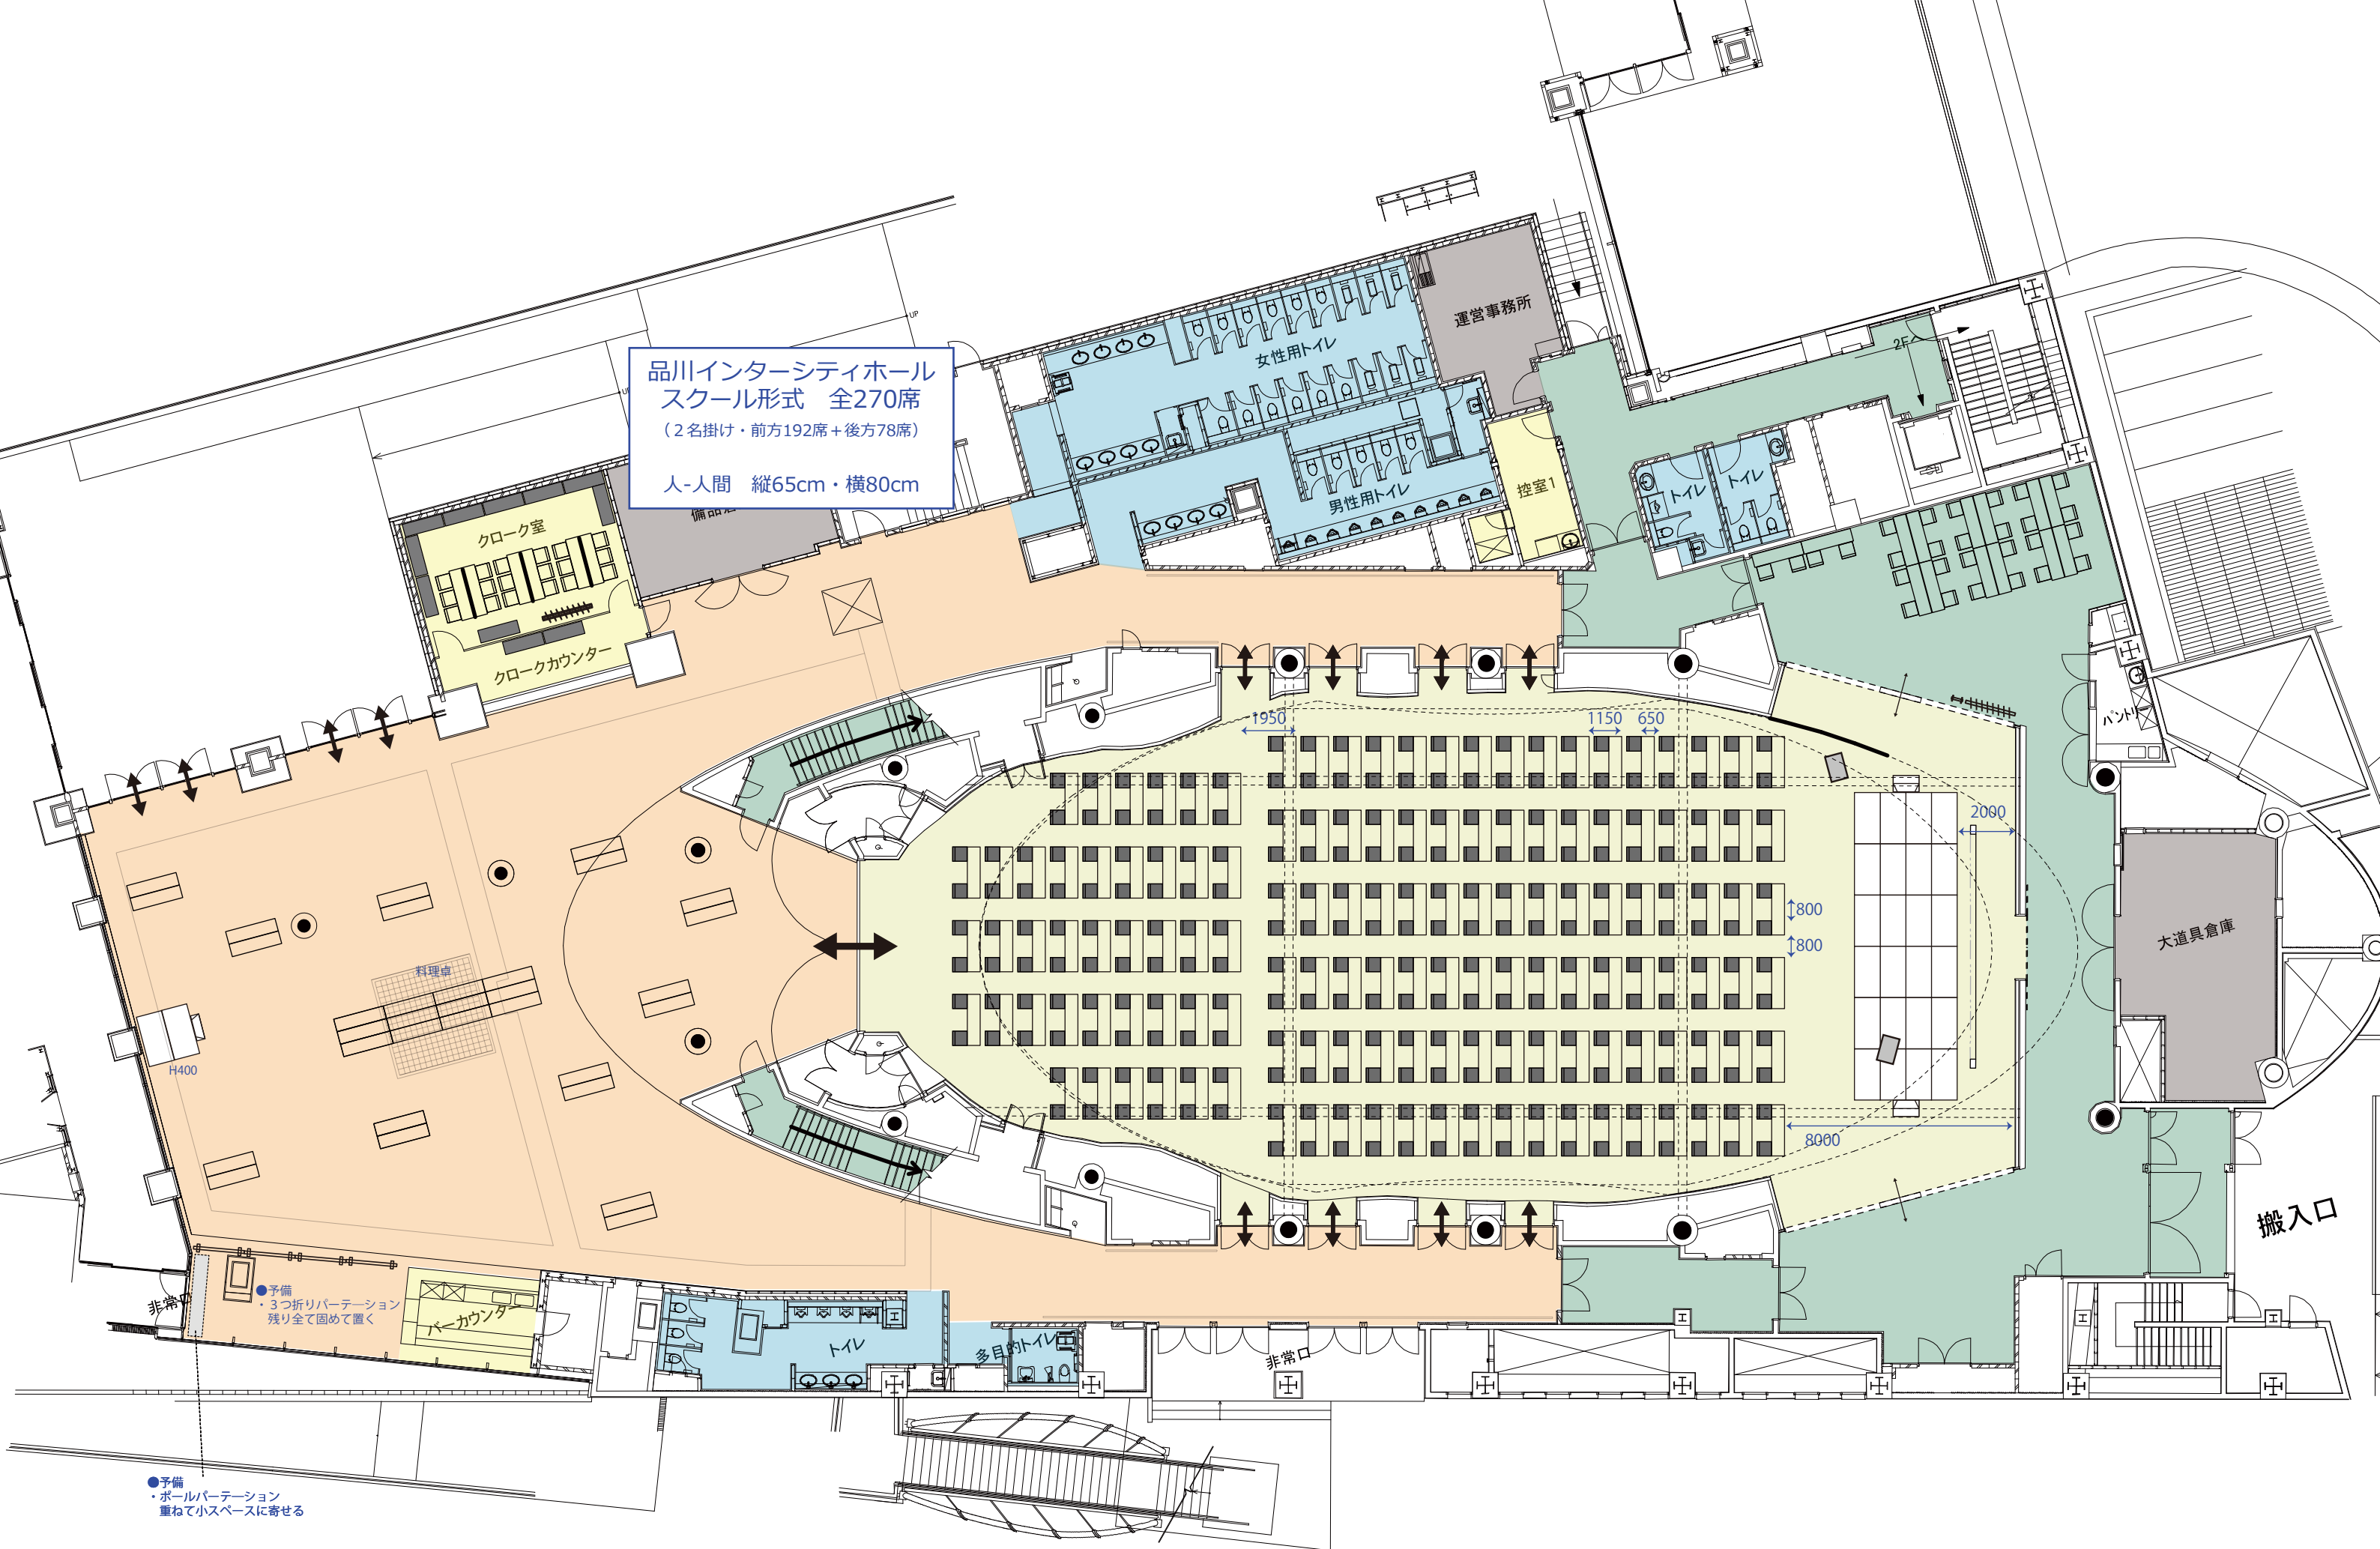 UP
運営事務所
女性用トイレ
2Fへ
品川インターシティホール
スクール形式　全270席
（２名掛け・前方192席＋後方78席）
人-人間　縦65cm・横80cm
男性用トイレ
控室1
トイレ
トイレ
クローク室
クロークカウンター
パントリー
1950
1150
650
2000
800
800
大道具倉庫
料理卓
H400
8000
搬入口
非常口
●予備
・３つ折りパーテーション
残り全て固めて置く
バーカウンター
トイレ
多目的トイレ
非常口
●予備
・ポールパーテーション
重ねて小スペースに寄せる